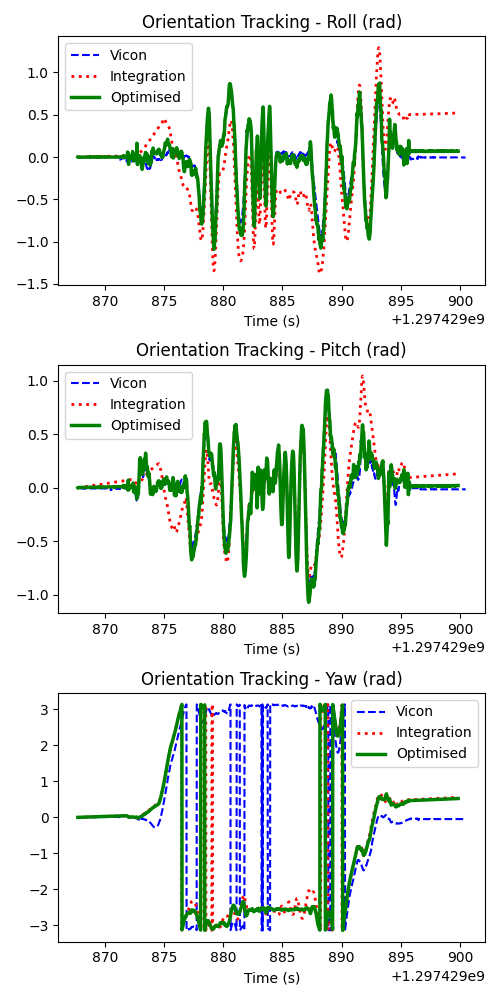 Orientation Tracking - Roll (rad)
Vicon
Integration
Optimised
1.0
0.5
0.0
−0.5
−1.0
−1.5
870 875 880 885 890 895 900
Time (s)
+1.297429e9
Orientation Tracking - Pitch (rad)
Vicon
Integration
Optimised
1.0
0.5
0.0
−0.5
−1.0
870 875 880 885 890 895 900
Time (s)
+1.297429e9
Orientation Tracking - Yaw (rad)
Vicon
Integration
Optimised
3
2
1
0
−1
−2
−3
870 875 880 885 890 895 900
Time (s)
+1.297429e9